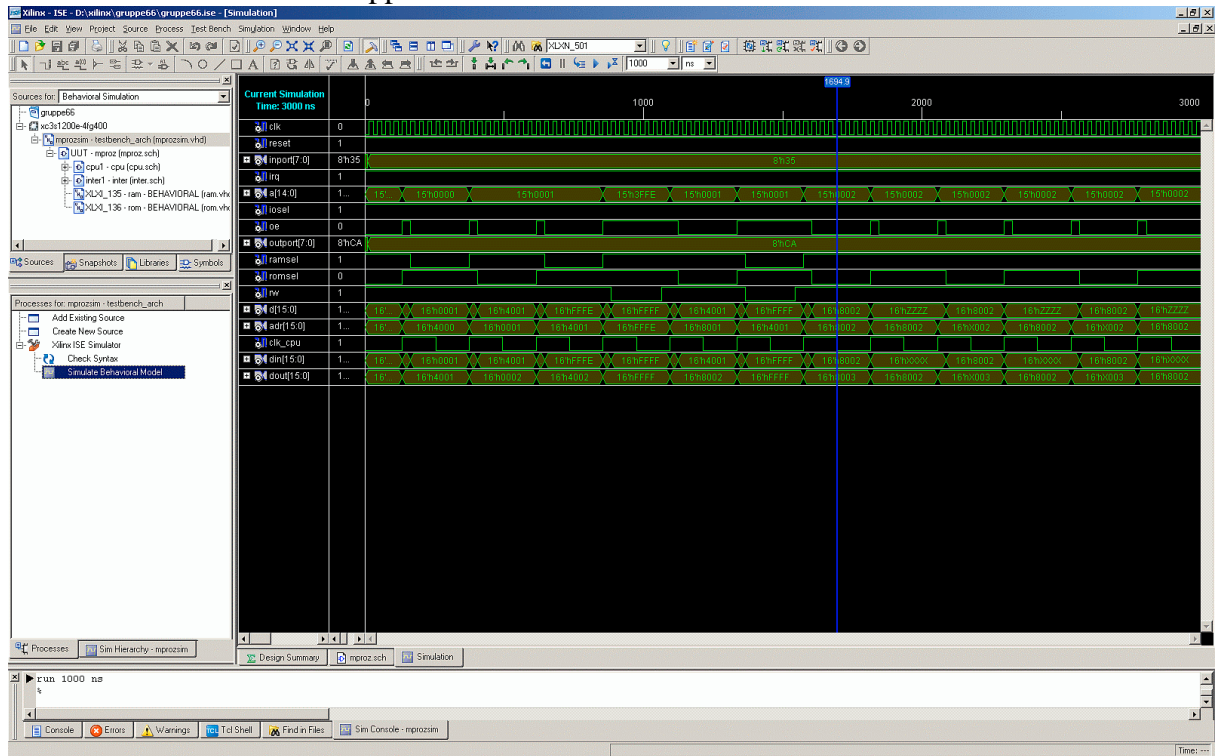 Xilinx - ISE - D:\xilinx\gruppe66\gruppe66.ise - [Simulation]
File Edit View Project Source Process Test Bench Simulation Window Help
XLXN_501
1000 ns
Sources for: Behavioral Simulation
gruppe66
xc3s1200e-4fg400
mprozsim - testbench_arch (mprozsim.vhd)
UUT - mproz (mproz.sch)
cpu1 - cpu (cpu.sch)
inter1 - inter (inter.sch)
XLXI_135 - ram - BEHAVIORAL (ram.vh
XLXI_136 - rom - BEHAVIORAL (rom.vh
Sources Snapshots Libraries Symbols
Processes for: mprozsim - testbench_arch
Add Existing Source
Create New Source
Xilinx ISE Simulator
Check Syntax
Simulate Behavioral Model
Processes Sim Hierarchy - mprozsim
Current Simulation
Time: 3000 ns
1694.9
0 1000 2000 3000
clk 0
reset 1
inport[7:0] 8'h35 8'h35
irq 1
a[14:0] 1... 15'... 15'h0000 15'h0001 15'h3FFE 15'h0001 15'h0001 15'h0002 15'h0002 15'h0002 15'h0002 15'h0002 15'h0002
iosel 1
oe 0
outport[7:0] 8'hCA 8'hCA
ramsel 1
romsel 0
rw 1
d[15:0] 1... 16'... 16'h0001 16'h4001 16'hFFFE 16'hFFFF 16'h4001 16'hFFFF 16'h8002 16'hZZZZ 16'h8002 16'hZZZZ 16'h8002 16'hZZZZ
adr[15:0] 1... 16'... 16'h4000 16'h0001 16'h4001 16'hFFFE 16'h8001 16'h4001 16'h8002 16'h8002 16'hX002 16'h8002 16'hX002 16'h8002
clk_cpu 1
din[15:0] 1... 16'... 16'h0001 16'h4001 16'hFFFE 16'hFFFF 16'h4001 16'hFFFF 16'h8002 16'hXXXX 16'h8002 16'hXXXX 16'h8002 16'hXXXX
dout[15:0] 1... 16'... 16'h4001 16'h0002 16'h4002 16'hFFFF 16'h8002 16'hFFFF 16'h8003 16'h8002 16'hX003 16'h8002 16'hX003 16'h8002
Design Summary mproz.sch Simulation
run 1000 ns
%
Console Errors Warnings Tcl Shell Find in Files Sim Console - mprozsim
Time: ---